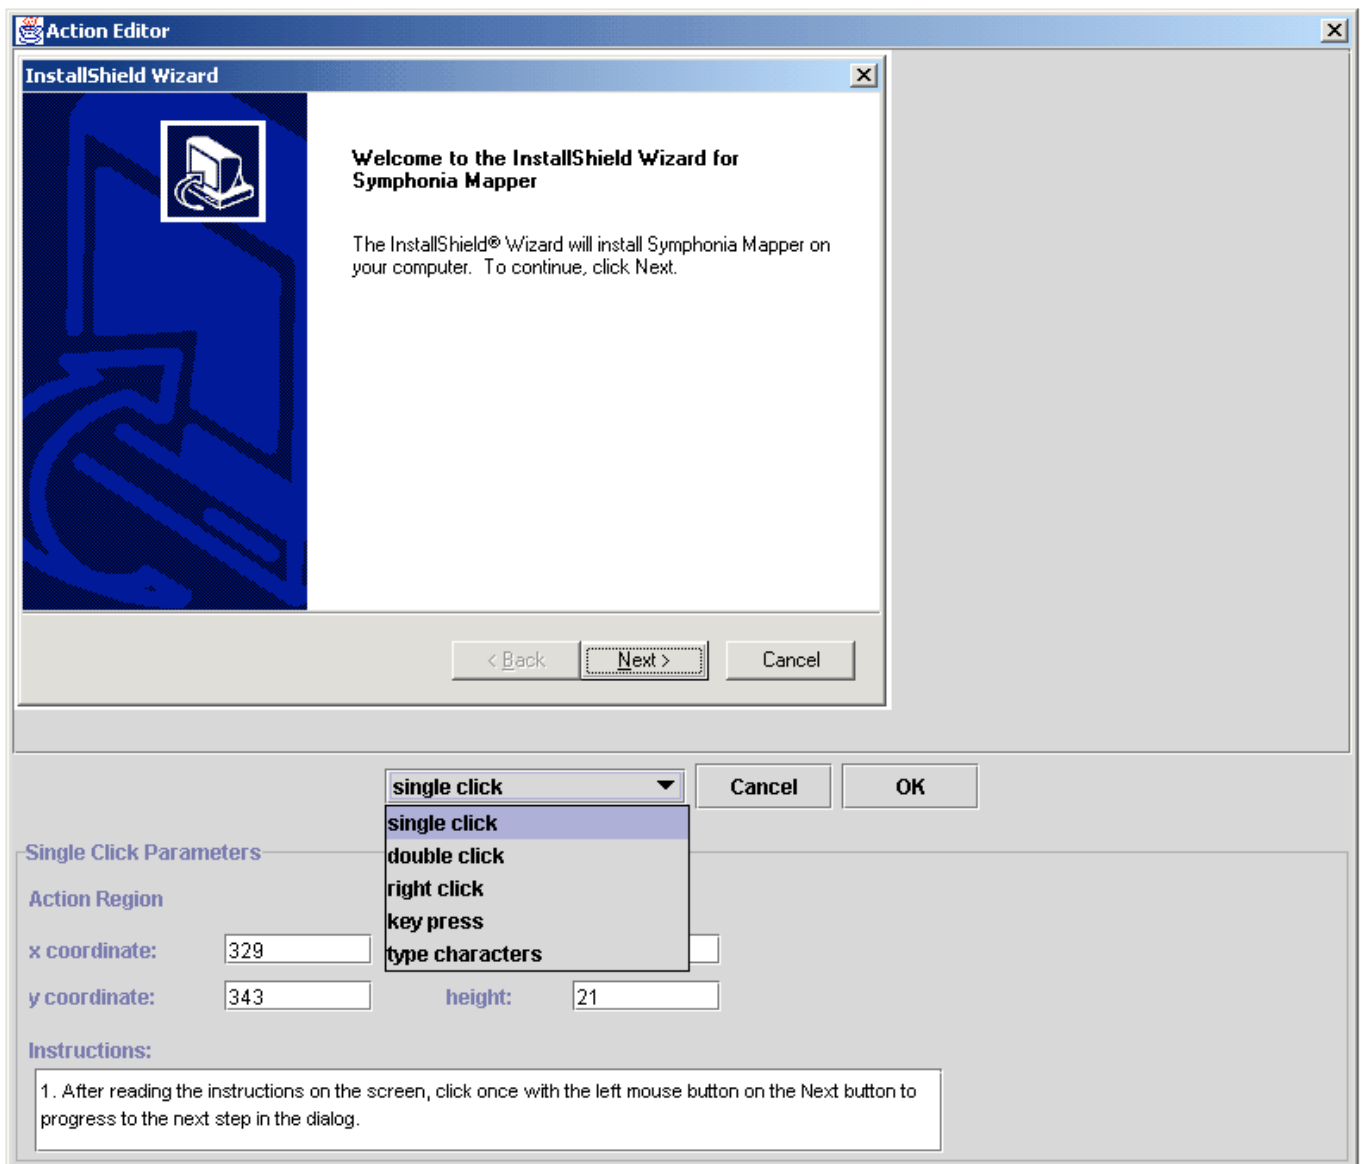 Action Editor
InstallShield Wizard
Welcome to the InstallShield Wizard for
Symphonia Mapper
The InstallShield® Wizard will install Symphonia Mapper on
your computer. To continue, click Next.
< Back
Next >
Cancel
single click
Cancel
OK
single click
double click
right click
key press
type characters
Single Click Parameters
Action Region
x coordinate: 329
y coordinate: 343 height: 21
Instructions:
1. After reading the instructions on the screen, click once with the left mouse button on the Next button to
progress to the next step in the dialog.